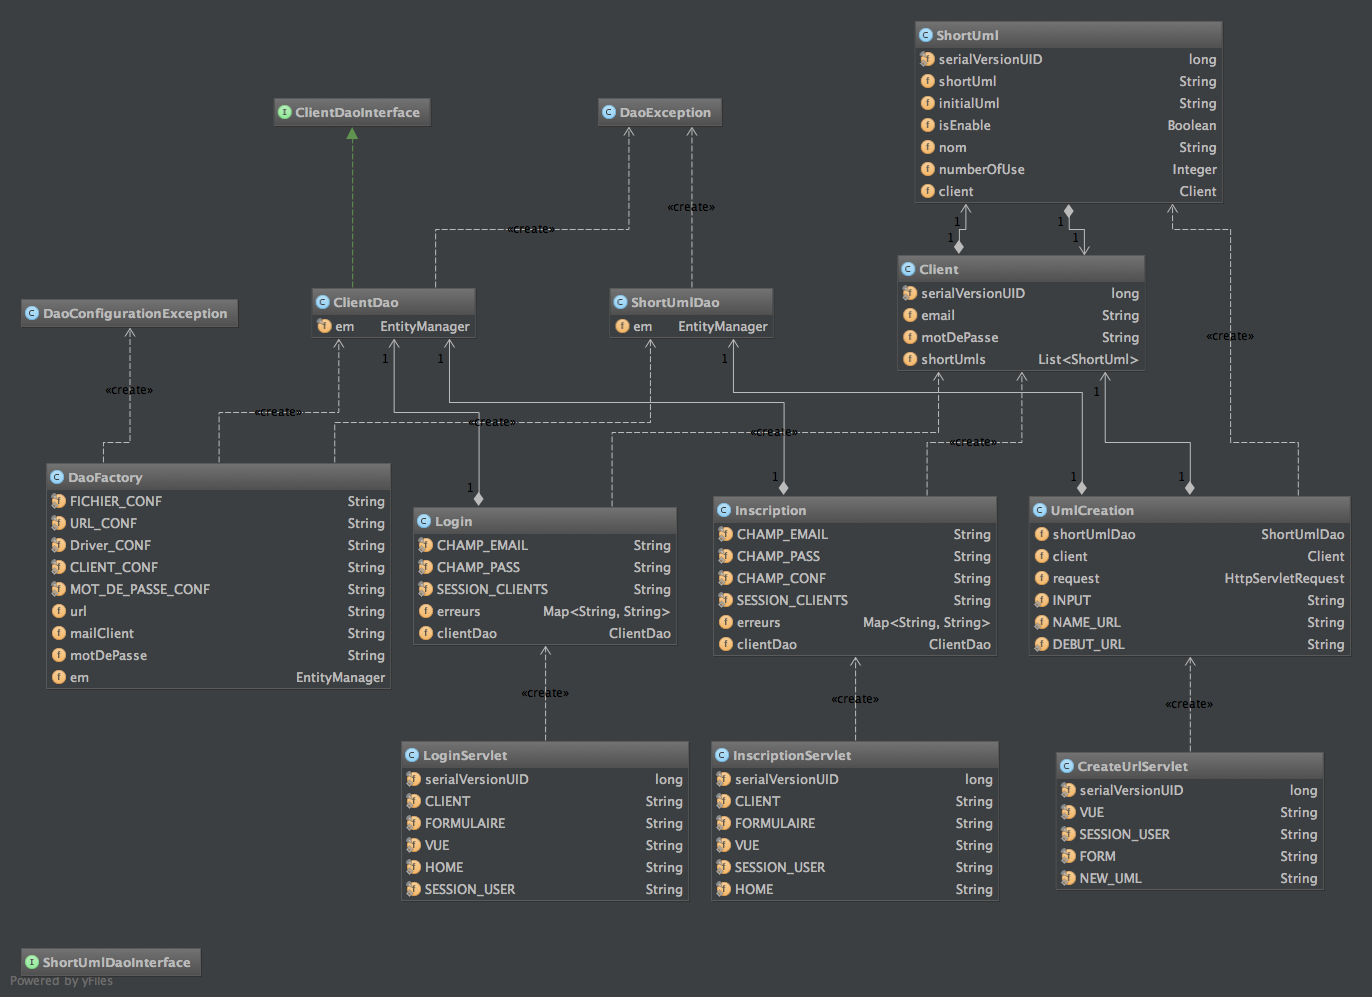 C ShortUml
f serialVersionUID long
f shortUml String
f initialUml String
f isEnable Boolean
f nom String
f numberOfUse Integer
f client Client
I ClientDaoInterface
C DaoException
«create»
«create»
1
1
1
1
C Client
f serialVersionUID long
f email String
f motDePasse String
f shortUmls List<ShortUml>
C ClientDao
f em EntityManager
C ShortUmlDao
f em EntityManager
C DaoConfigurationException
«create»
1
1
1
1
«create»
«create»
«create»
«create»
«create»
1
1
1
1
C DaoFactory
f FICHIER_CONF String
f URL_CONF String
f Driver_CONF String
f CLIENT_CONF String
f MOT_DE_PASSE_CONF String
f url String
f mailClient String
f motDePasse String
f em EntityManager
«create»
C Login
f CHAMP_EMAIL String
f CHAMP_PASS String
f SESSION_CLIENTS String
f erreurs Map<String, String>
f clientDao ClientDao
C Inscription
f CHAMP_EMAIL String
f CHAMP_PASS String
f CHAMP_CONF String
f SESSION_CLIENTS String
f erreurs Map<String, String>
f clientDao ClientDao
C UmlCreation
f shortUmlDao ShortUmlDao
f client Client
f request HttpServletRequest
f INPUT String
f NAME_URL String
f DEBUT_URL String
«create»
«create»
«create»
C LoginServlet
f serialVersionUID long
f CLIENT String
f FORMULAIRE String
f VUE String
f HOME String
f SESSION_USER String
C InscriptionServlet
f serialVersionUID long
f CLIENT String
f FORMULAIRE String
f VUE String
f SESSION_USER String
f HOME String
C CreateUrlServlet
f serialVersionUID long
f VUE String
f SESSION_USER String
f FORM String
f NEW_UML String
I ShortUmlDaoInterface
Powered by yFiles